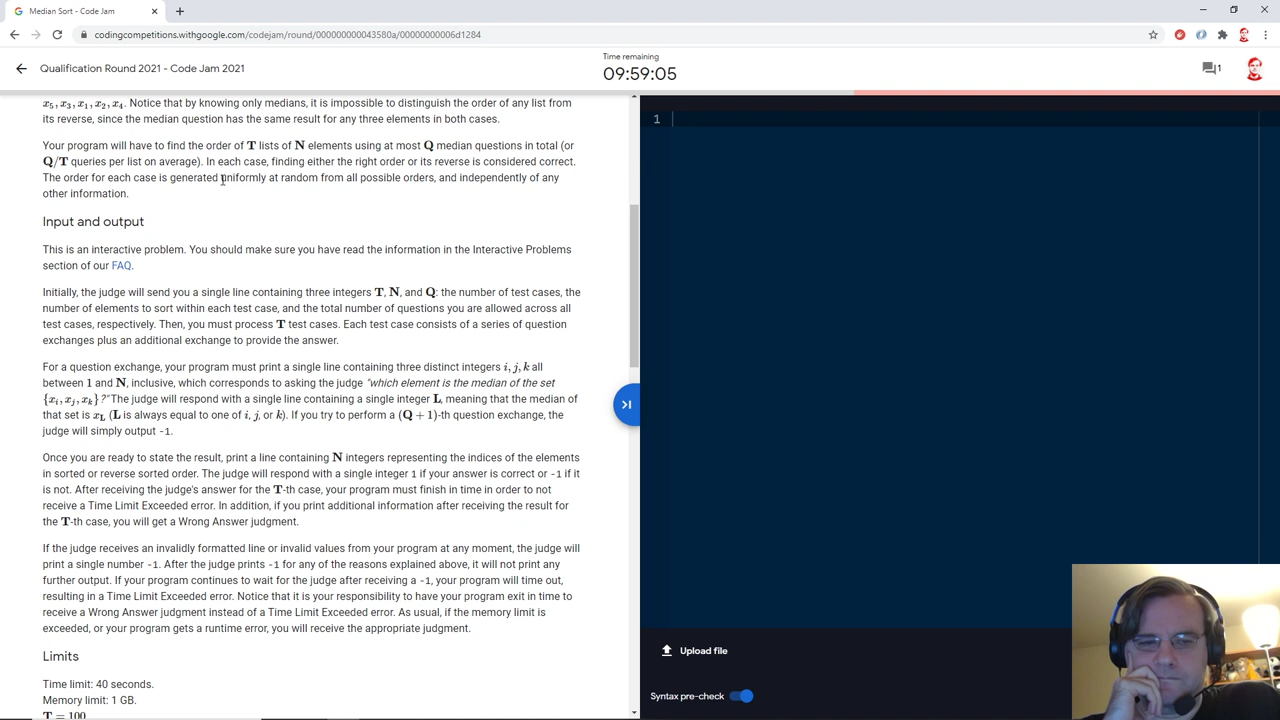 Median Sort - Code Jam
codingcompetitions.withgoogle.com/codejam/round/000000000043580a/00000000006d1284
Qualification Round 2021 - Code Jam 2021
Time remaining
09:59:05
1
x5, x3, x1, x2, x4. Notice that by knowing only medians, it is impossible to distinguish the order of any list from
its reverse, since the median question has the same result for any three elements in both cases.
Your program will have to find the order of T lists of N elements using at most Q median questions in total (or
Q/T queries per list on average). In each case, finding either the right order or its reverse is considered correct.
The order for each case is generated uniformly at random from all possible orders, and independently of any
other information.
Input and output
This is an interactive problem. You should make sure you have read the information in the Interactive Problems
section of our FAQ.
Initially, the judge will send you a single line containing three integers T, N, and Q: the number of test cases, the
number of elements to sort within each test case, and the total number of questions you are allowed across all
test cases, respectively. Then, you must process T test cases. Each test case consists of a series of question
exchanges plus an additional exchange to provide the answer.
For a question exchange, your program must print a single line containing three distinct integers i, j, k all
between 1 and N, inclusive, which corresponds to asking the judge "which element is the median of the set
{xi, xj, xk}?" The judge will respond with a single line containing a single integer L, meaning that the median of
that set is xL (L is always equal to one of i, j, or k). If you try to perform a (Q + 1)-th question exchange, the
judge will simply output -1.
Once you are ready to state the result, print a line containing N integers representing the indices of the elements
in sorted or reverse sorted order. The judge will respond with a single integer 1 if your answer is correct or -1 if it
is not. After receiving the judge's answer for the T-th case, your program must finish in time in order to not
receive a Time Limit Exceeded error. In addition, if you print additional information after receiving the result for
the T-th case, you will get a Wrong Answer judgment.
If the judge receives an invalidly formatted line or invalid values from your program at any moment, the judge will
print a single number -1. After the judge prints -1 for any of the reasons explained above, it will not print any
further output. If your program continues to wait for the judge after receiving a -1, your program will time out,
resulting in a Time Limit Exceeded error. Notice that it is your responsibility to have your program exit in time to
receive a Wrong Answer judgment instead of a Time Limit Exceeded error. As usual, if the memory limit is
exceeded, or your program gets a runtime error, you will receive the appropriate judgment.
Limits
Time limit: 40 seconds.
Memory limit: 1 GB.
T = 100
1
Upload file
Syntax pre-check